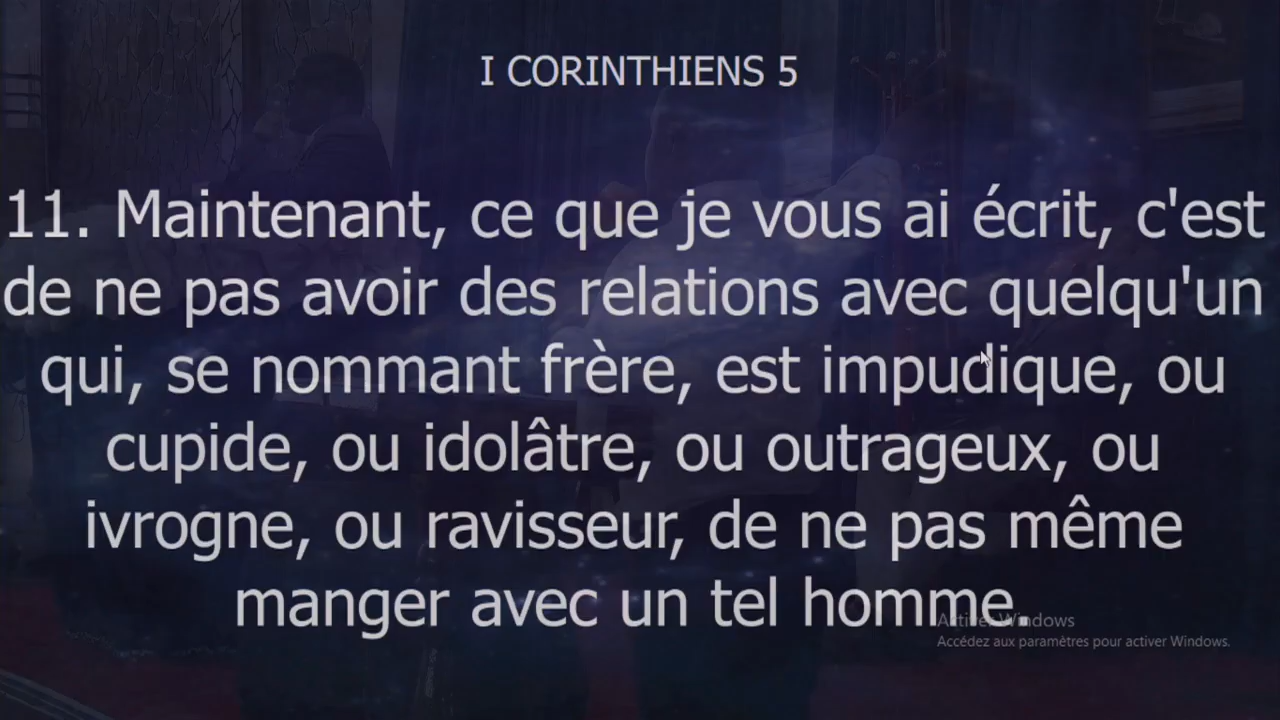 I CORINTHIENS 5
11. Maintenant, ce que je vous ai écrit, c'est
de ne pas avoir des relations avec quelqu'un
qui, se nommant frère, est impudique, ou
cupide, ou idolâtre, ou outrageux, ou
ivrogne, ou ravisseur, de ne pas même
manger avec un tel homme.
Activer Windows
Accédez aux paramètres pour activer Windows.